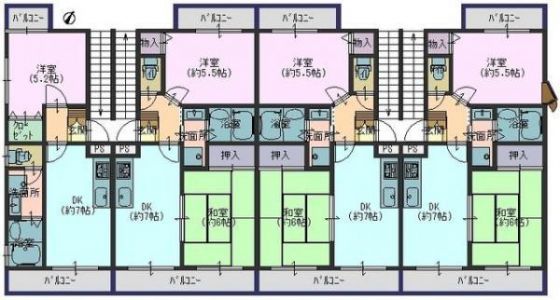 バルコニー
バルコニー
バルコニー
バルコニー
洋室
(5.2帖)
物入
洋室
(約5.5帖)
洋室
(約5.5帖)
物入
物入
洋室
(約5.5帖)
クロゼット
玄関
玄関
洗面所
浴室
浴室
洗面所
玄関
玄関
洗面所
浴室
PS
PS
PS
PS
洗面所
浴室
DK
(約7帖)
DK
(約7帖)
押入
和室
(約6帖)
押入
和室
(約6帖)
DK
(約7帖)
DK
(約7帖)
押入
和室
(約6帖)
バルコニー
バルコニー
バルコニー
バルコニー